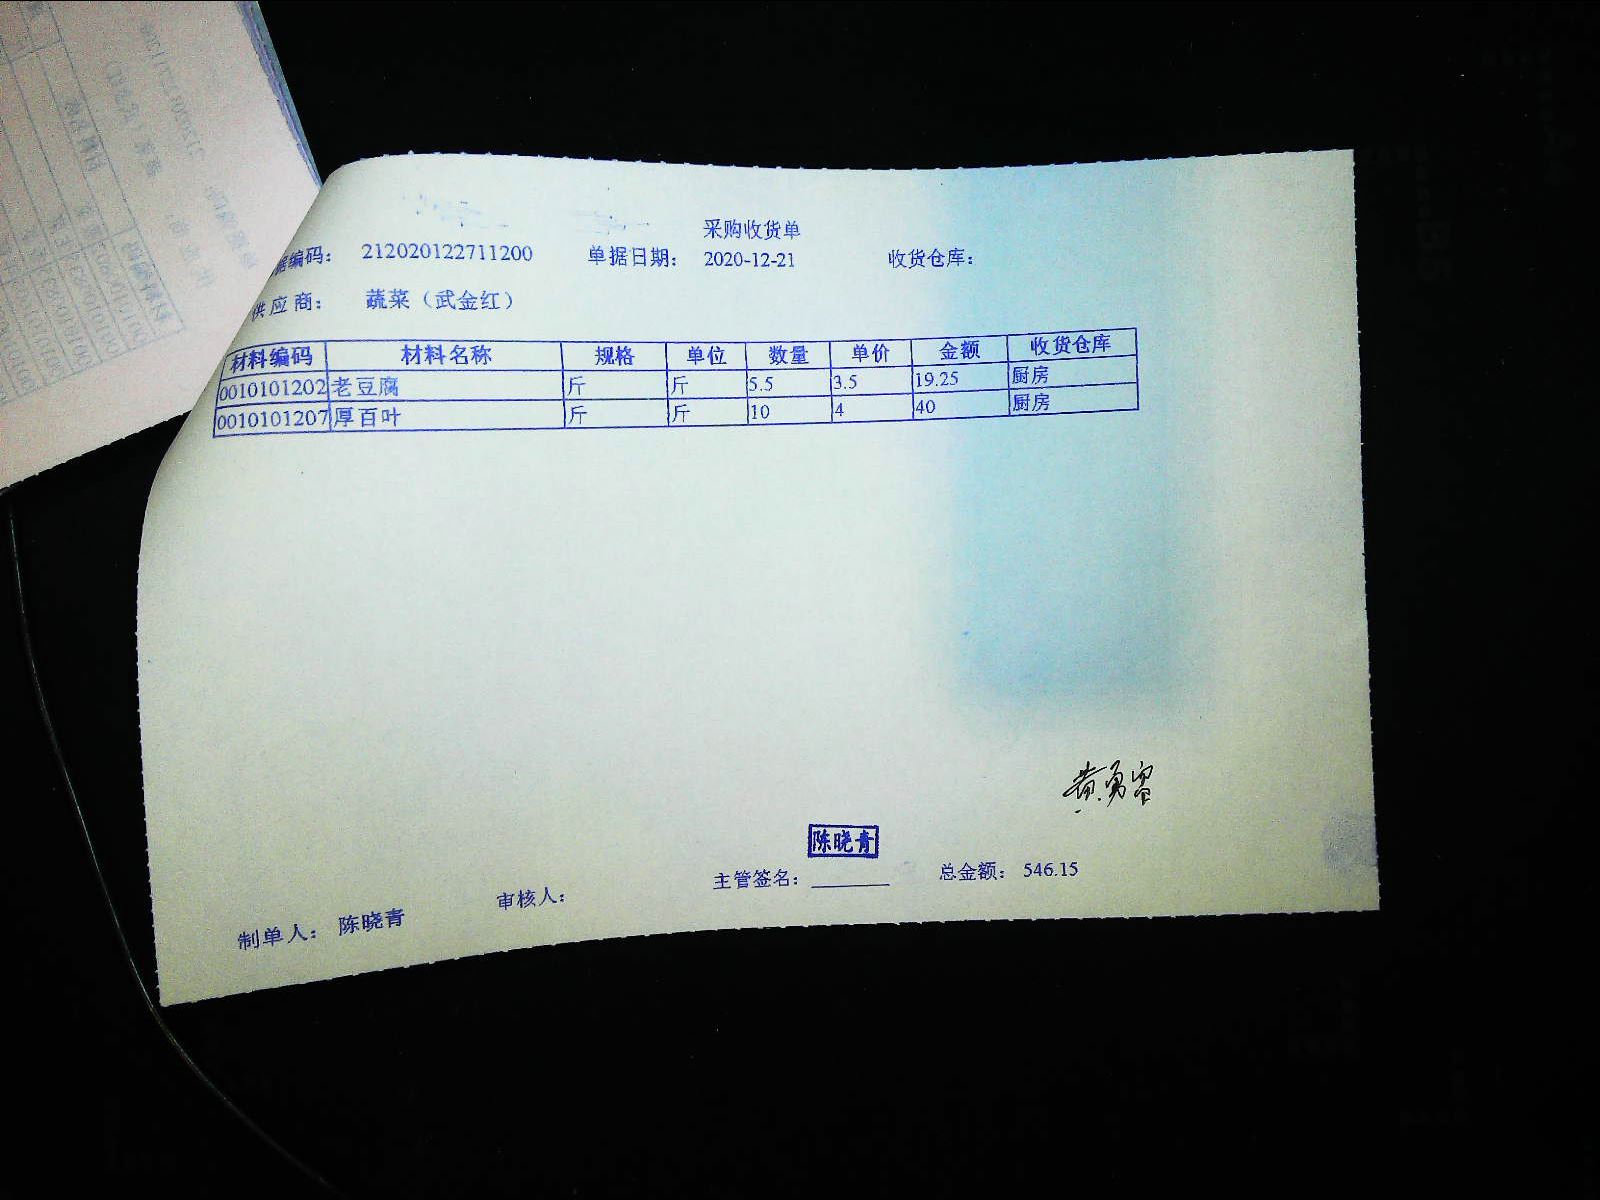 采购收货单
据编码： 212020122711200 单据日期： 2020-12-21 收货仓库：
供应商： 蔬菜（武金红）
材料编码 材料名称 规格 单位 数量 单价 金额 收货仓库
0010101202 老豆腐 斤 斤 5.5 3.5 19.25 厨房
0010101207 厚百叶 斤 斤 10 4 40 厨房
陈晓青
制单人： 陈晓青 审核人： 主管签名：________ 总金额： 546.15